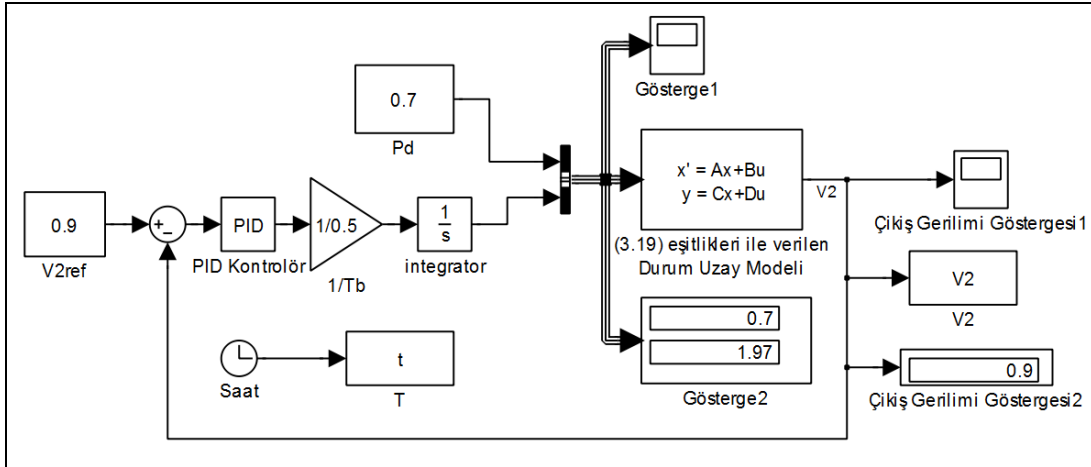 Gösterge1
0.7
Pd
x' = Ax+Bu
y = Cx+Du
V2
Çikiş Gerilimi Göstergesi1
(3.19) eşitlikleri ile verilen
Durum Uzay Modeli
0.9
V2ref
+
−
PID
PID Kontrolör
1/0.5
1/Tb
1
s
integrator
V2
V2
0.7
1.97
Gösterge2
Saat
t
T
0.9
Çikiş Gerilimi Göstergesi2